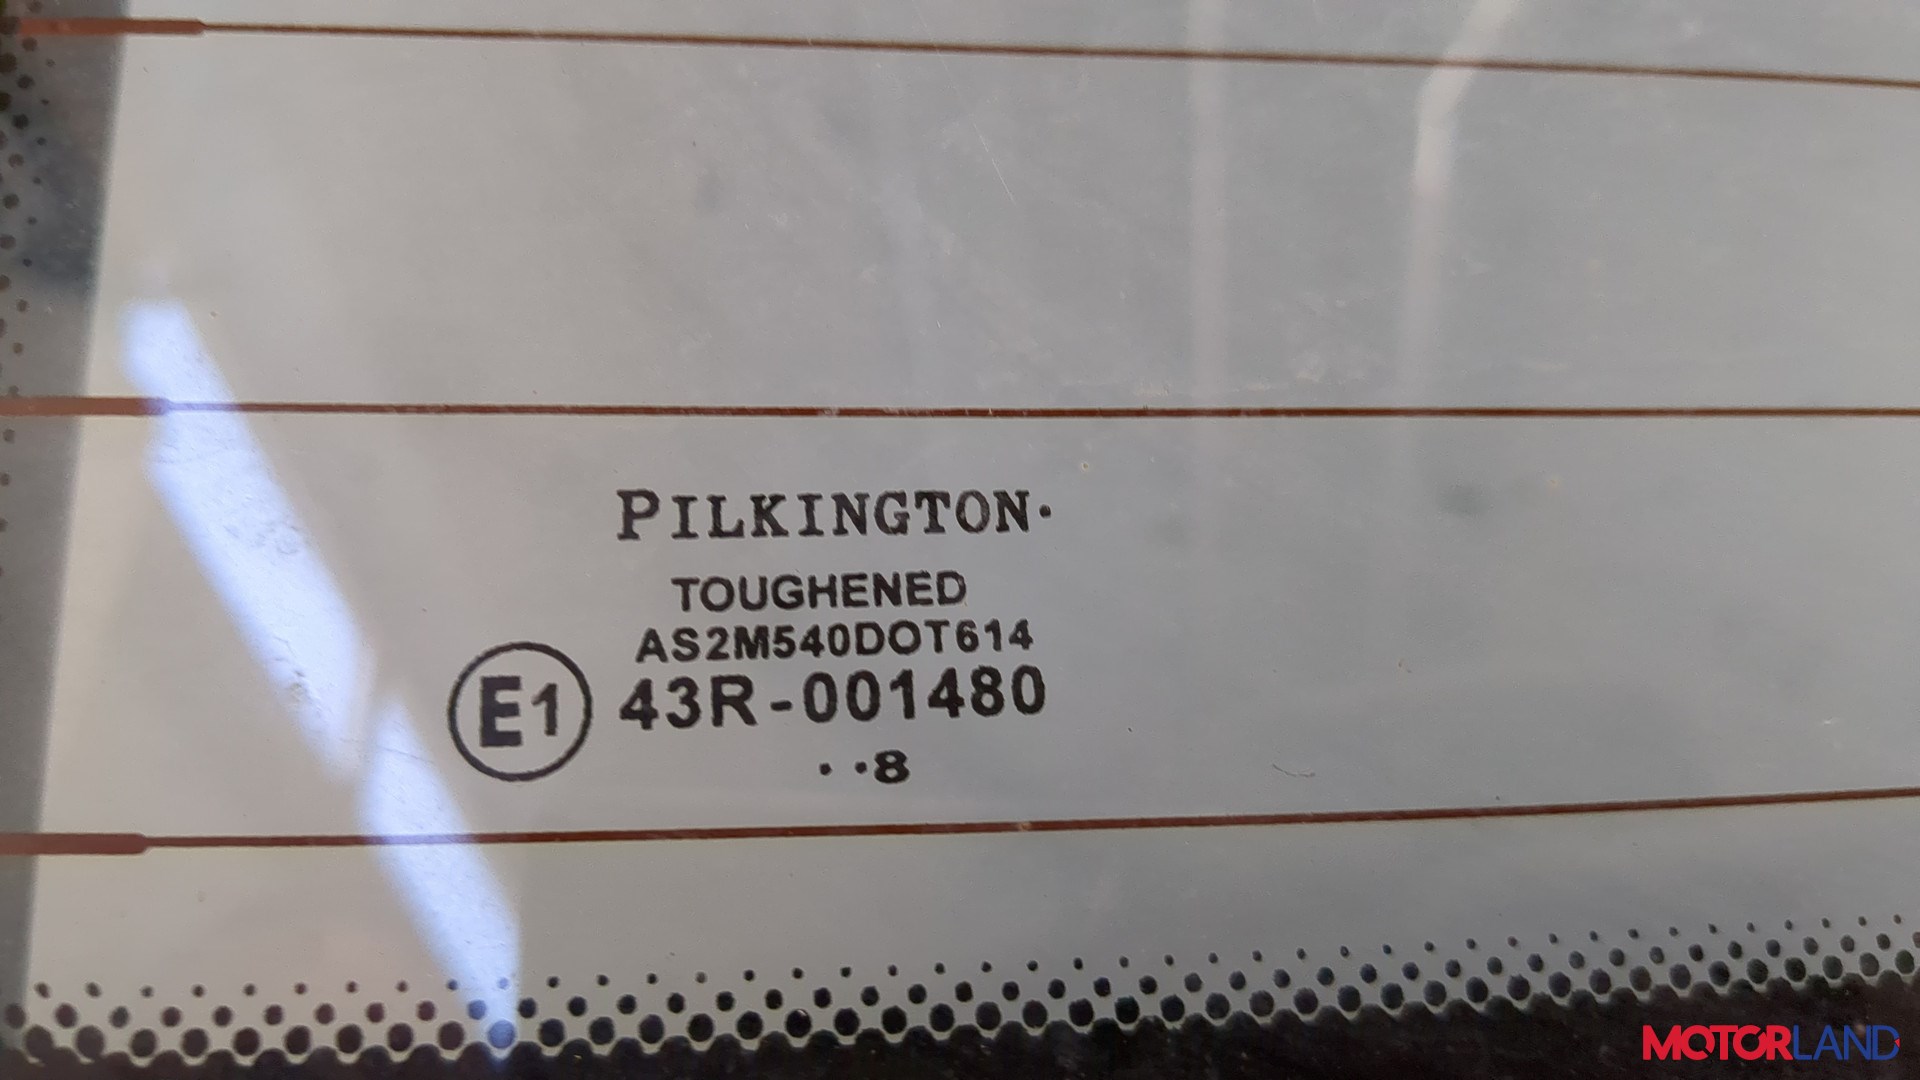 PILKINGTON·
TOUGHENED
AS2M540DOT614
E1 43R-001480
. .8
MOTORLAND